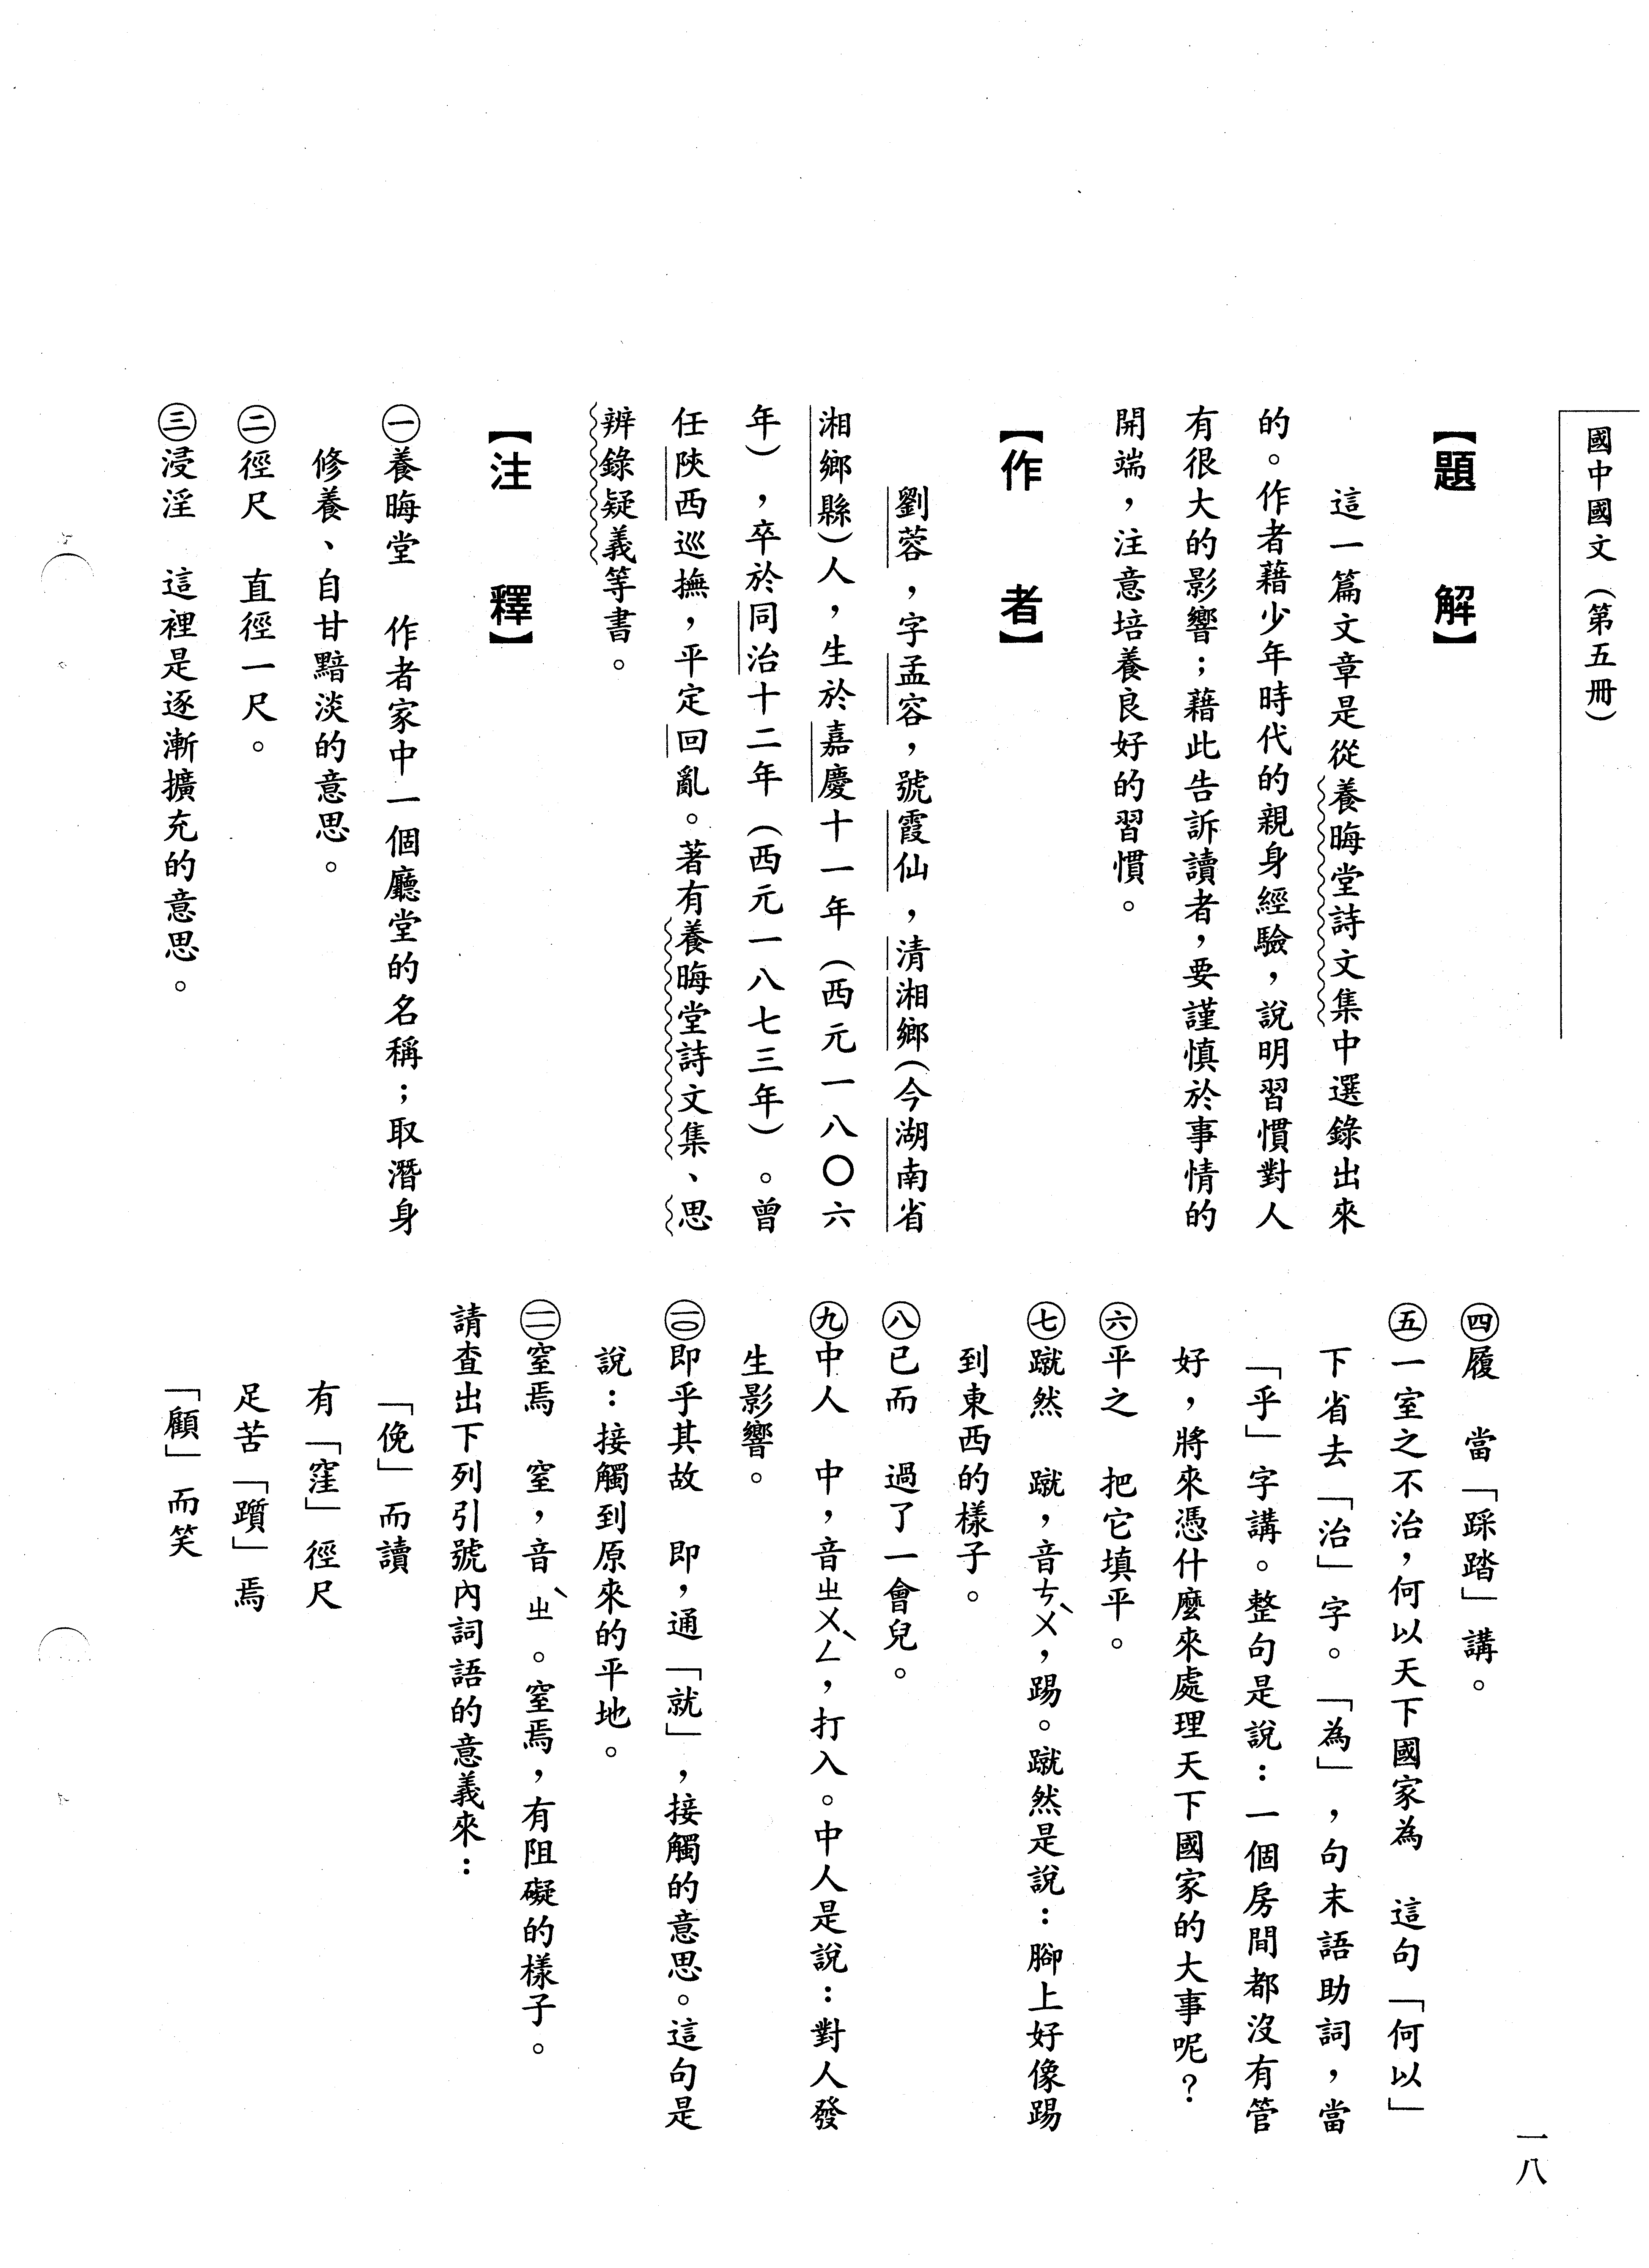 國中國文（第五冊）
【題　解】
這一篇文章是從養晦堂詩文集中選錄出來
的。作者藉少年時代的親身經驗，說明習慣對人
有很大的影響；藉此告訴讀者，要謹慎於事情的
開端，注意培養良好的習慣。
【作　者】
劉蓉，字孟容，號霞仙，清湘鄉（今湖南省
湘鄉縣）人，生於嘉慶十一年（西元一八〇六
年），卒於同治十二年（西元一八七三年）。曾
任陝西巡撫，平定回亂。著有養晦堂詩文集、思
辨錄疑義等書。
【注　釋】
㊀養晦堂　作者家中一個廳堂的名稱；取潛身
修養、自甘黯淡的意思。
㊁徑尺　直徑一尺。
㊂浸淫　這裡是逐漸擴充的意思。
㊃履　當「踩踏」講。
㊄一室之不治，何以天下國家為　這句「何以」
下省去「治」字。「為」，句末語助詞，當
「乎」字講。整句是說：一個房間都沒有管
好，將來憑什麼來處理天下國家的大事呢？
㊅平之　把它填平。
㊆蹴然　蹴，音ㄘㄨˋ，踢。蹴然是說：腳上好像踢
到東西的樣子。
㊇已而　過了一會兒。
㊈中人　中，音ㄓㄨㄥˋ，打入。中人是說：對人發
生影響。
㊉即乎其故　即，通「就」，接觸的意思。這句是
說：接觸到原來的平地。
⑪窒焉　窒，音ㄓˋ。窒焉，有阻礙的樣子。
請查出下列引號內詞語的意義來：
「俛」而讀
有「窪」徑尺
足苦「躓」焉
「顧」而笑
一八